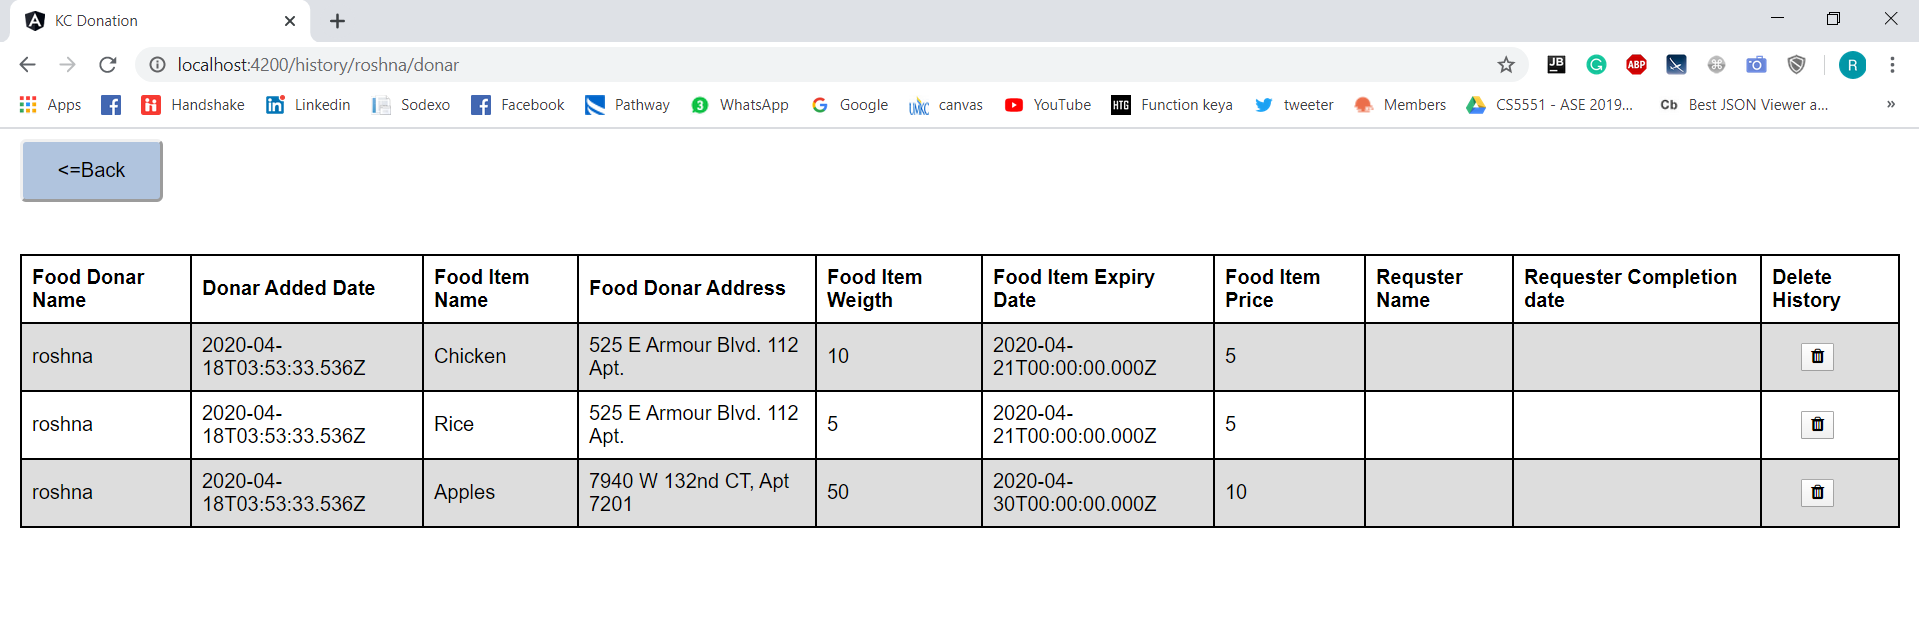 KC Donation
localhost:4200/history/roshna/donar
JB ABP R
Apps Handshake Linkedin Sodexo Facebook Pathway 3 WhatsApp Google UMKC canvas YouTube HTG Function keya tweeter Members CS5551 - ASE 2019... Cb Best JSON Viewer a... »
<=Back
Food Donar Name Donar Added Date Food Item Name Food Donar Address Food Item Weigth Food Item Expiry Date Food Item Price Requster Name Requester Completion date Delete History
roshna 2020-04-18T03:53:33.536Z Chicken 525 E Armour Blvd. 112 Apt. 10 2020-04-21T00:00:00.000Z 5
roshna 2020-04-18T03:53:33.536Z Rice 525 E Armour Blvd. 112 Apt. 5 2020-04-21T00:00:00.000Z 5
roshna 2020-04-18T03:53:33.536Z Apples 7940 W 132nd CT, Apt 7201 50 2020-04-30T00:00:00.000Z 10